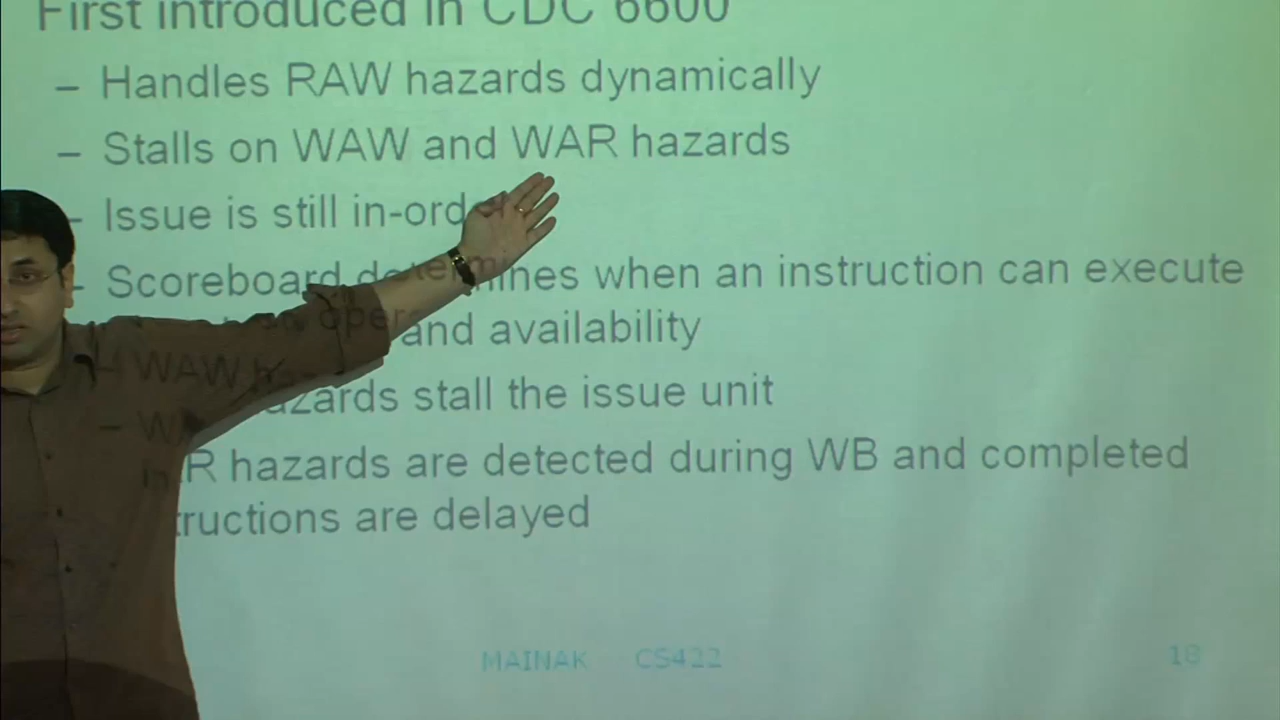 First introduced in CDC 6600
– Handles RAW hazards dynamically
– Stalls on WAW and WAR hazards
– Issue is still in-order
– Scoreboard determines when an instruction can execute
operand availability
– WAW hazards stall the issue unit
– WAR hazards are detected during WB and completed
instructions are delayed
MAINAK CS422 18